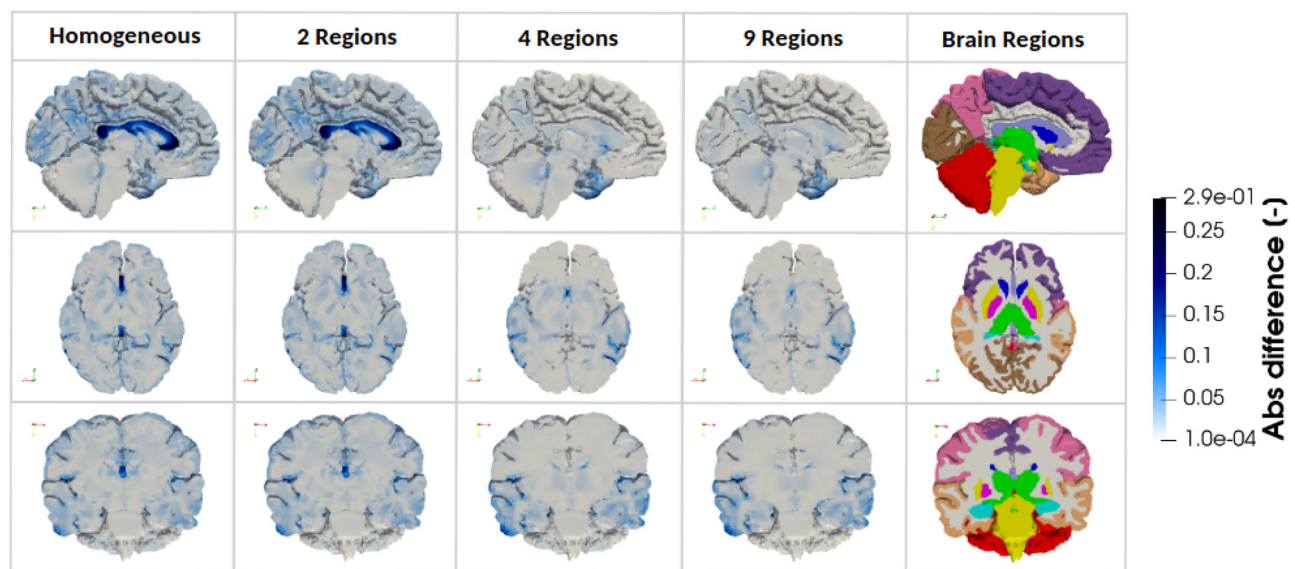 Homogeneous
2 Regions
4 Regions
9 Regions
Brain Regions
2.9e-01
0.25
0.2
0.15
0.1
0.05
1.0e-04
Abs difference (-)